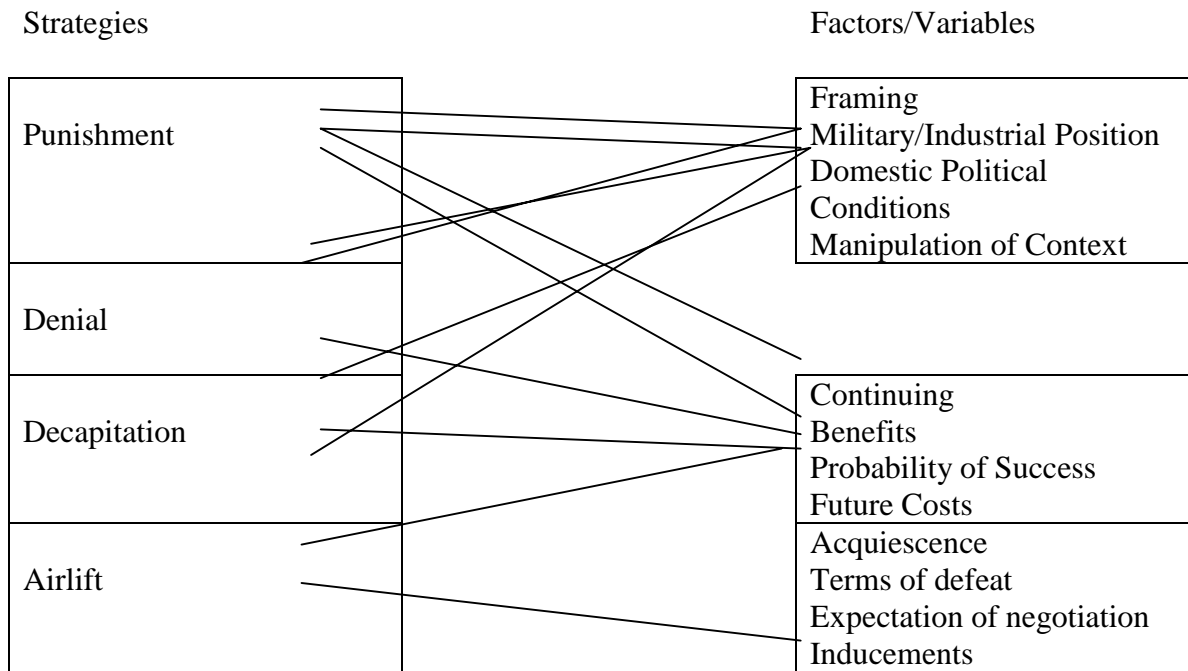 Strategies
Factors/Variables
Punishment
Denial
Decapitation
Airlift
Framing
Military/Industrial Position
Domestic Political
Conditions
Manipulation of Context
Continuing
Benefits
Probability of Success
Future Costs
Acquiescence
Terms of defeat
Expectation of negotiation
Inducements